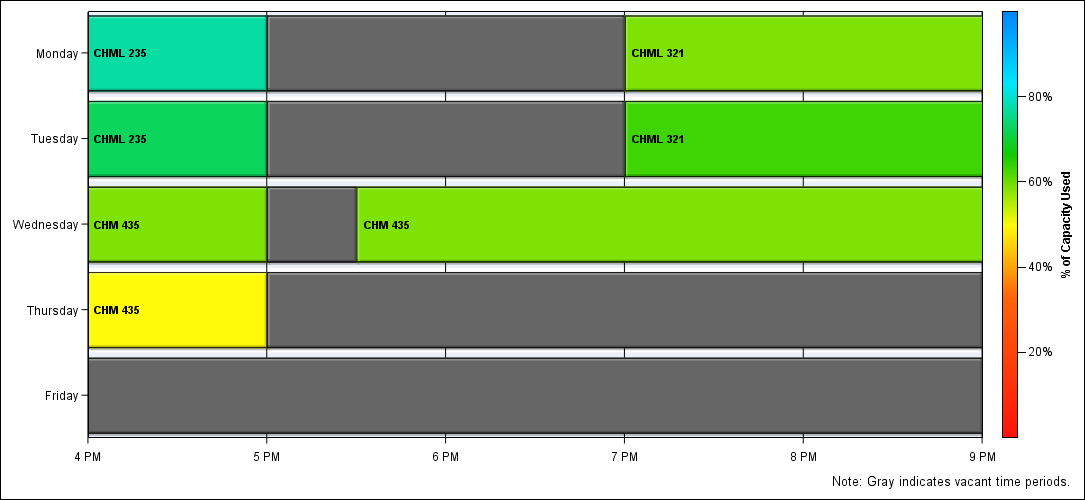 Monday
CHML 235
CHML 321
Tuesday
CHML 235
CHML 321
Wednesday
CHM 435
CHM 435
Thursday
CHM 435
Friday
4 PM
5 PM
6 PM
7 PM
8 PM
9 PM
80%
60%
40%
20%
% of Capacity Used
Note: Gray indicates vacant time periods.